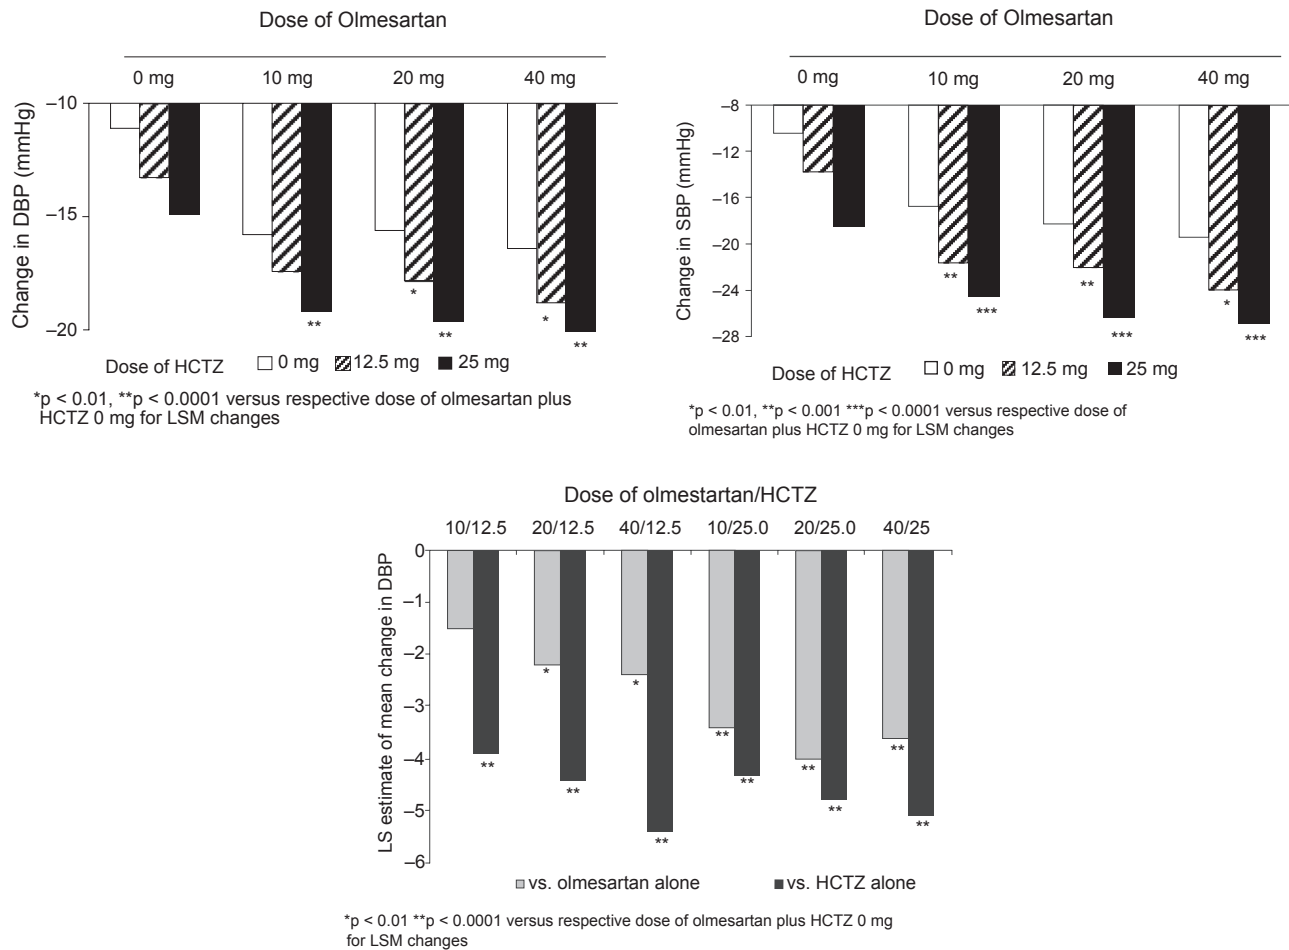 Dose of Olmesartan
0 mg 10 mg 20 mg 40 mg
Change in DBP (mmHg)
–10
–15
–20
*
*
**
**
**
Dose of HCTZ 0 mg 12.5 mg 25 mg
*p < 0.01, **p < 0.0001 versus respective dose of olmesartan plus
HCTZ 0 mg for LSM changes
Dose of Olmesartan
0 mg 10 mg 20 mg 40 mg
Change in SBP (mmHg)
–8
–12
–16
–20
–24
–28
** ** *
*** *** ***
Dose of HCTZ 0 mg 12.5 mg 25 mg
*p < 0.01, **p < 0.001 ***p < 0.0001 versus respective dose of
olmesartan plus HCTZ 0 mg for LSM changes
Dose of olmestartan/HCTZ
10/12.5 20/12.5 40/12.5 10/25.0 20/25.0 40/25
LS estimate of mean change in DBP
0
–1
–2
–3
–4
–5
–6
* * ** ** **
** ** ** ** ** **
vs. olmesartan alone vs. HCTZ alone
*p < 0.01 **p < 0.0001 versus respective dose of olmesartan plus HCTZ 0 mg
for LSM changes